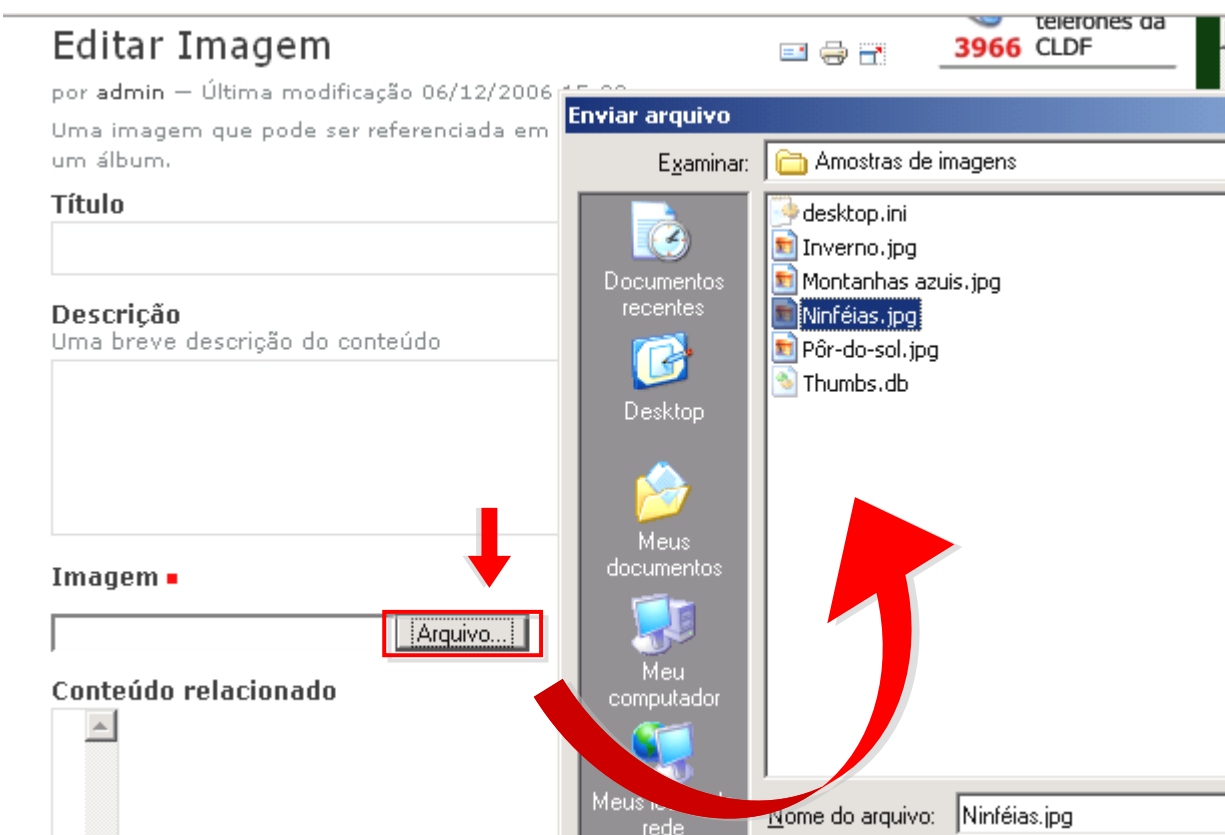 telefones da
3966 CLDF
Editar Imagem
por admin — Última modificação 06/12/2006
Uma imagem que pode ser referenciada em
um álbum.
Título
Descrição
Uma breve descrição do conteúdo
Imagem
Arquivo...
Conteúdo relacionado
Enviar arquivo
Examinar:
Amostras de imagens
desktop.ini
Inverno.jpg
Montanhas azuis.jpg
Ninféias.jpg
Pôr-do-sol.jpg
Thumbs.db
Documentos
recentes
Desktop
Meus
documentos
Meu
computador
Meus
rede
Nome do arquivo:
Ninféias.jpg